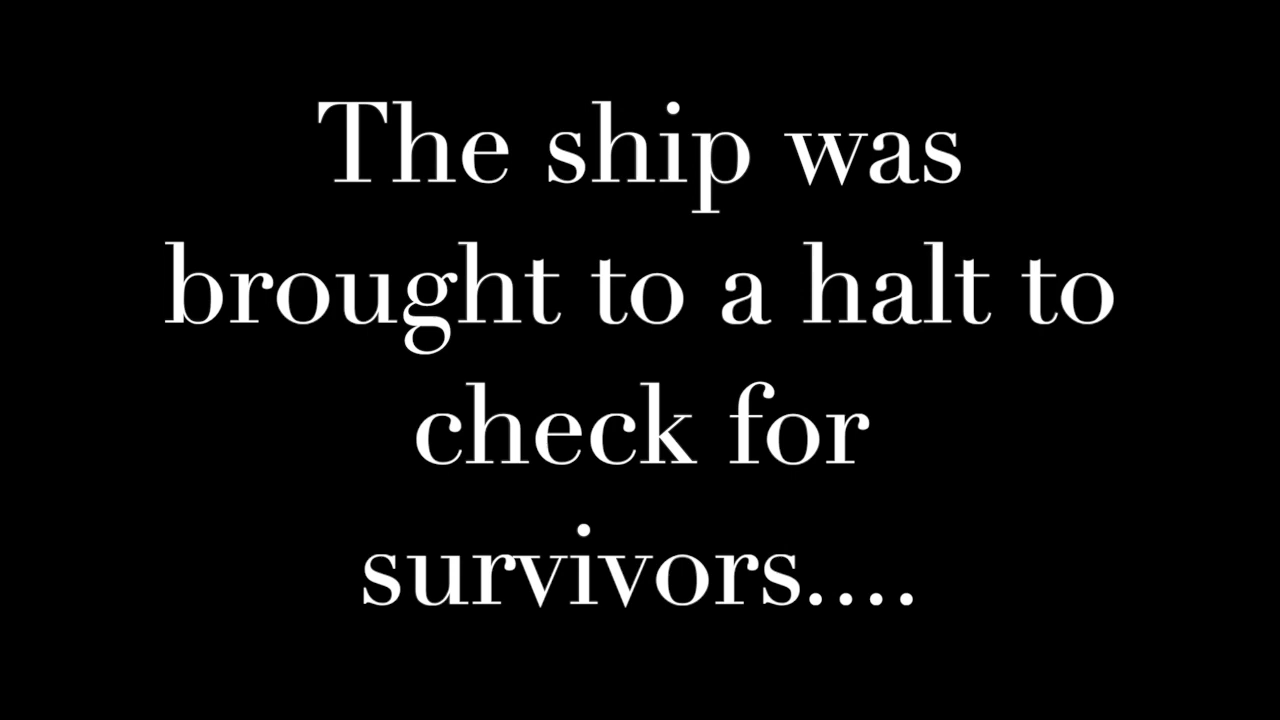 The ship was
brought to a halt to
check for
survivors....